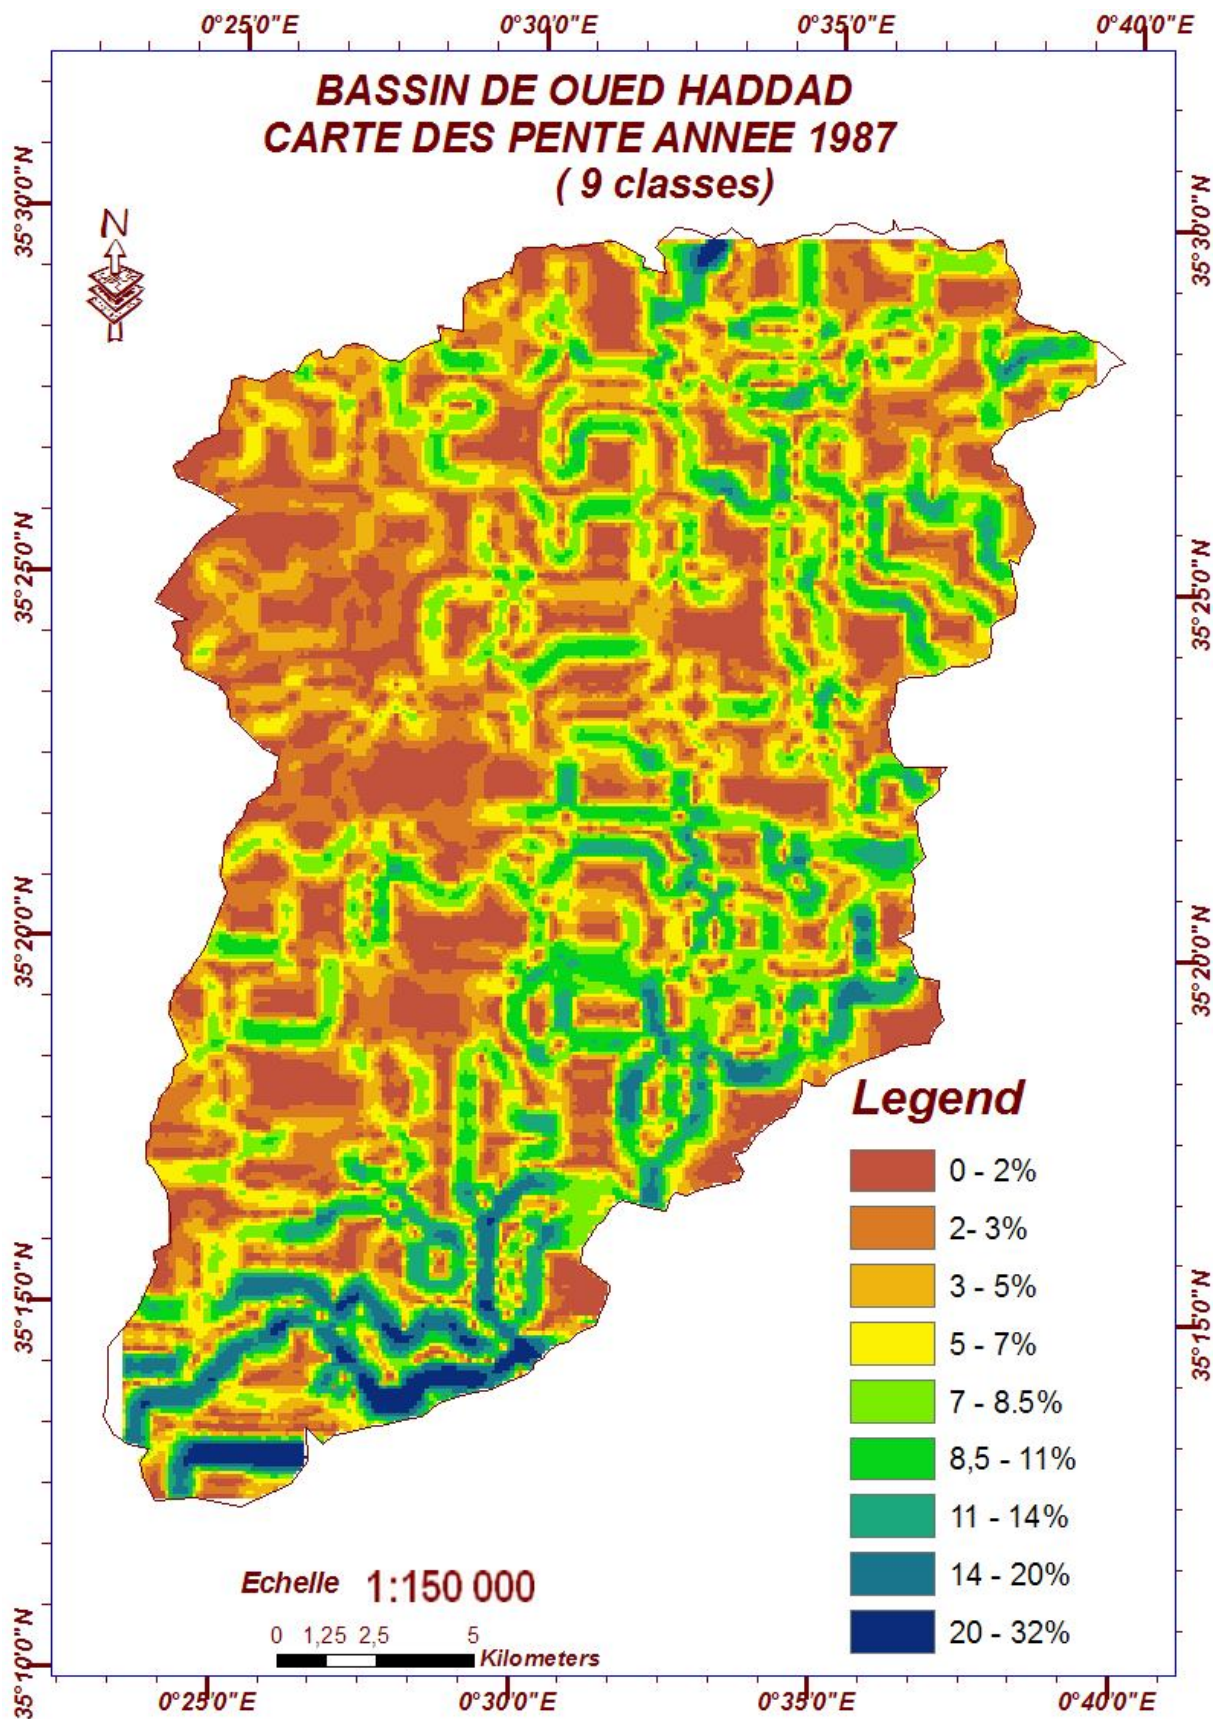 0°25'0"E 0°30'0"E 0°35'0"E 0°40'0"E
BASSIN DE OUED HADDAD
CARTE DES PENTE ANNEE 1987
( 9 classes)
N
35°30'0"N 35°30'0"N
35°25'0"N 35°25'0"N
35°20'0"N 35°20'0"N
35°15'0"N 35°15'0"N
35°10'0"N
Legend
0 - 2%
2- 3%
3 - 5%
5 - 7%
7 - 8.5%
8,5 - 11%
11 - 14%
14 - 20%
20 - 32%
Echelle 1:150 000
0 1,25 2,5 5
Kilometers
0°25'0"E 0°30'0"E 0°35'0"E 0°40'0"E